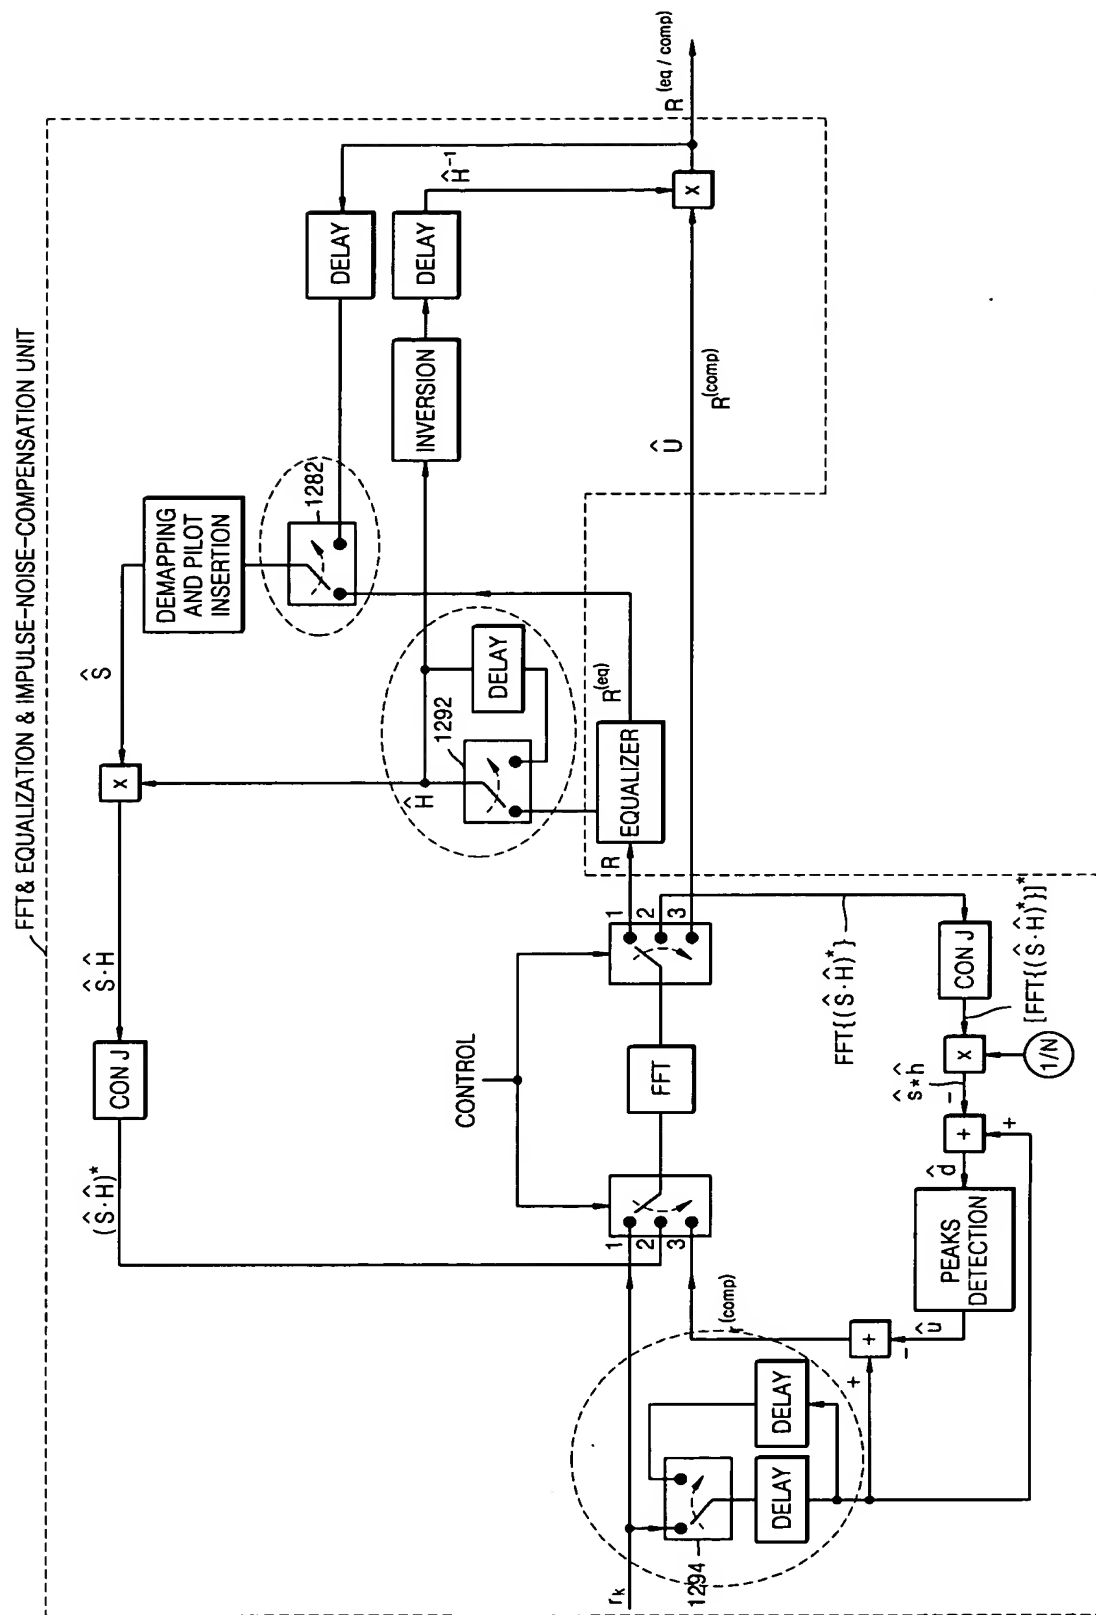 FFT& EQUALIZATION & IMPULSE-NOISE-COMPENSATION UNIT
(Ŝ·Ĥ)*
CON J
Ŝ·Ĥ
X
Ŝ
DEMAPPING
AND PILOT
INSERTION
1282
DELAY
Ĥ
1292
DELAY
INVERSION
DELAY
Ĥ⁻¹
CONTROL
rk
1
2
3
FFT
1
2
3
R
EQUALIZER
R(eq)
Û
R(comp)
X
R(eq / comp)
1294
DELAY
DELAY
r(comp)
+
-
+
û
PEAKS
DETECTION
d̂
+
-
+
ŝ*ĥ
X
1/N
CON J
FFT{(Ŝ·Ĥ)*}
[FFT{(Ŝ·Ĥ)*}]*